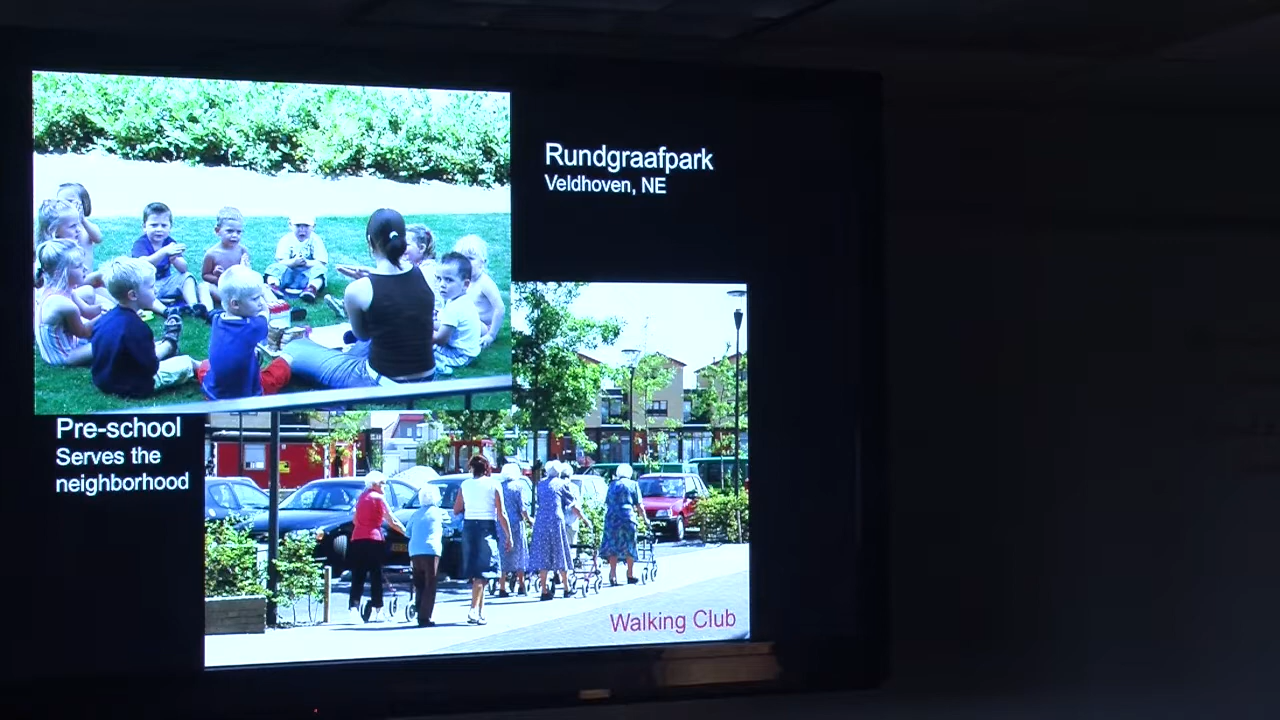 Rundgraafpark
Veldhoven, NE
Pre-school
Serves the
neighborhood
Walking Club